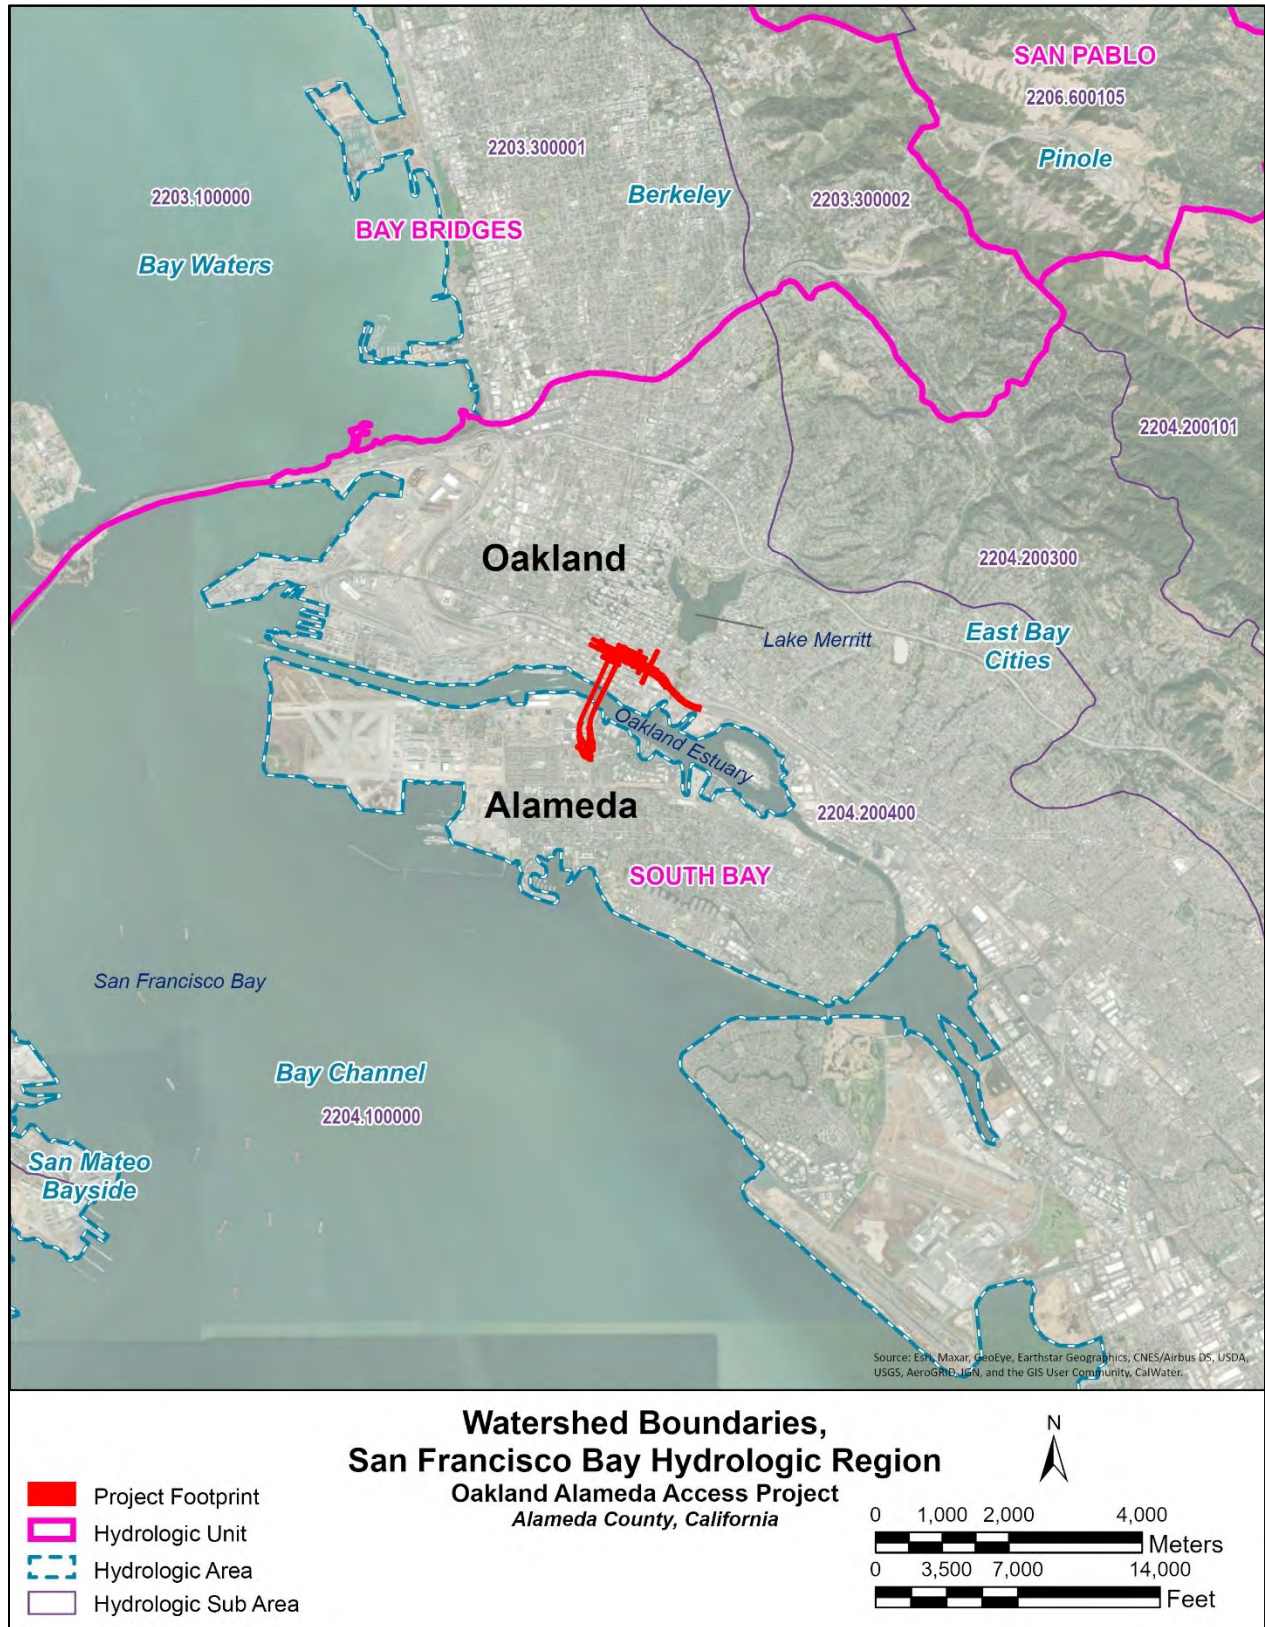 SAN PABLO
2206.600105
Pinole
2203.300001
Berkeley
2203.300002
2203.100000
BAY BRIDGES
Bay Waters
2204.200101
Oakland
2204.200300
Lake Merritt
East Bay
Cities
Oakland Estuary
Alameda
2204.200400
SOUTH BAY
San Francisco Bay
Bay Channel
2204.100000
San Mateo
Bayside
Source: Esri, Maxar, GeoEye, Earthstar Geographics, CNES/Airbus DS, USDA,
USGS, AeroGRID, IGN, and the GIS User Community, CalWater.
Watershed Boundaries,
San Francisco Bay Hydrologic Region
Oakland Alameda Access Project
Alameda County, California
N
Project Footprint
Hydrologic Unit
Hydrologic Area
Hydrologic Sub Area
0 1,000 2,000 4,000
Meters
0 3,500 7,000 14,000
Feet